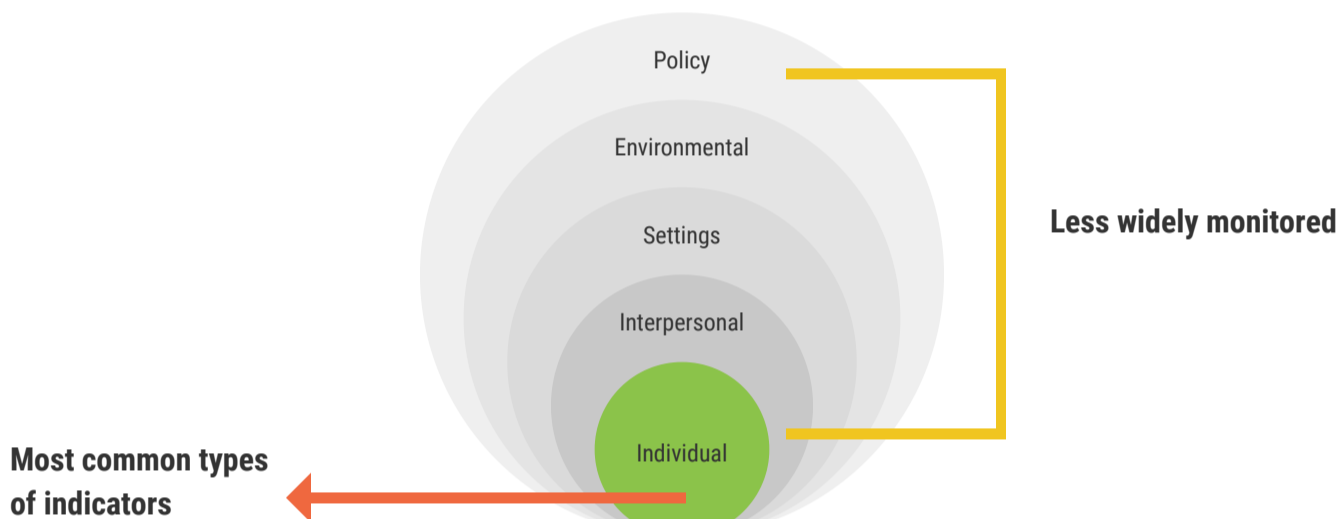 Policy
Environmental
Settings
Less widely monitored
Interpersonal
Individual
Most common types
of indicators